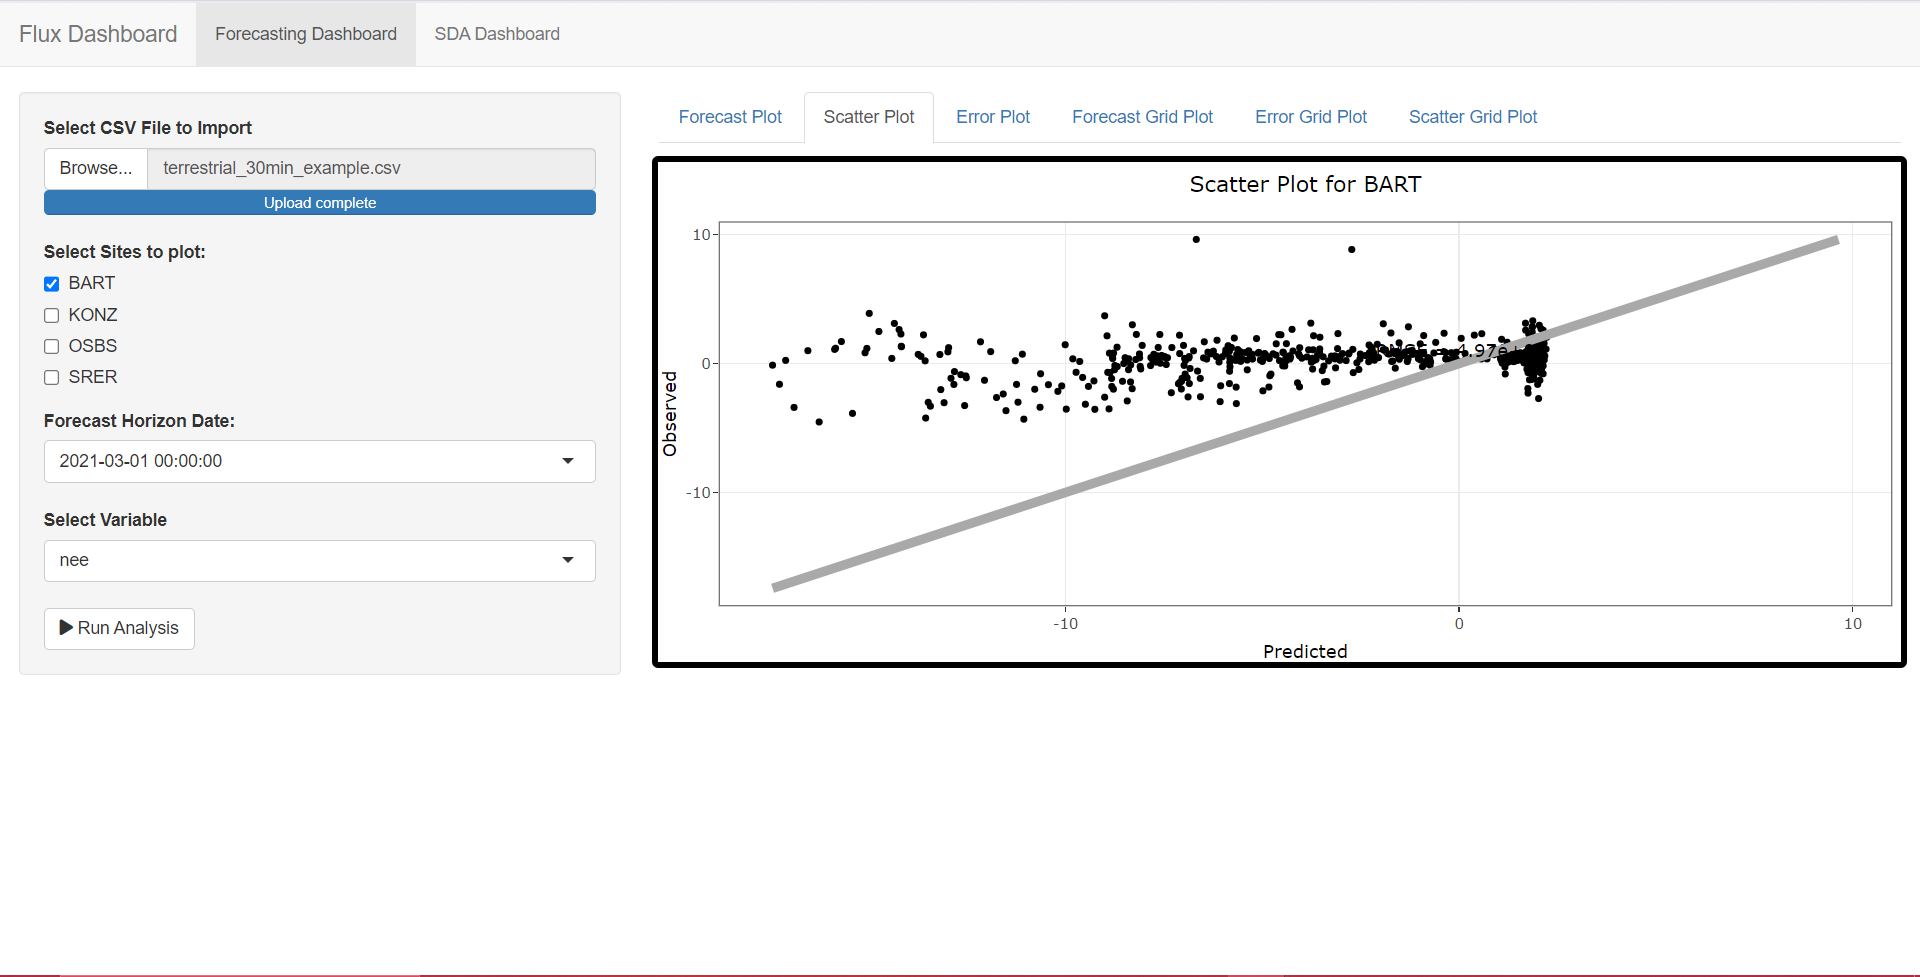 Flux Dashboard Forecasting Dashboard SDA Dashboard
Select CSV File to Import
Browse... terrestrial_30min_example.csv
Upload complete
Select Sites to plot:
BART
KONZ
OSBS
SRER
Forecast Horizon Date:
2021-03-01 00:00:00
Select Variable
nee
Run Analysis
Forecast Plot Scatter Plot Error Plot Forecast Grid Plot Error Grid Plot Scatter Grid Plot
Scatter Plot for BART
10
0
-10
Observed
-10 0 10
Predicted